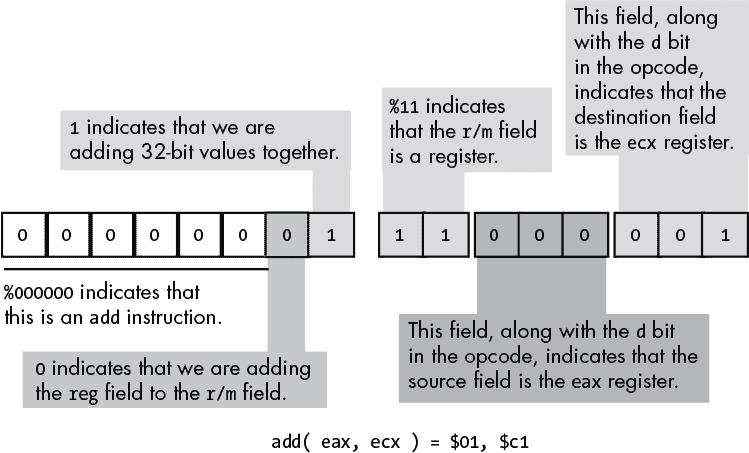 This field, along
with the d bit
in the opcode,
indicates that the
destination field
is the ecx register.
%11 indicates
that the r/m field
is a register.
1 indicates that we are
adding 32-bit values together.
0 0 0 0 0 0 0 1 1 1 0 0 0 0 0 1
%000000 indicates that
this is an add instruction.
This field, along with the d bit
in the opcode, indicates that the
source field is the eax register.
0 indicates that we are adding
the reg field to the r/m field.
add( eax, ecx ) = $01, $c1